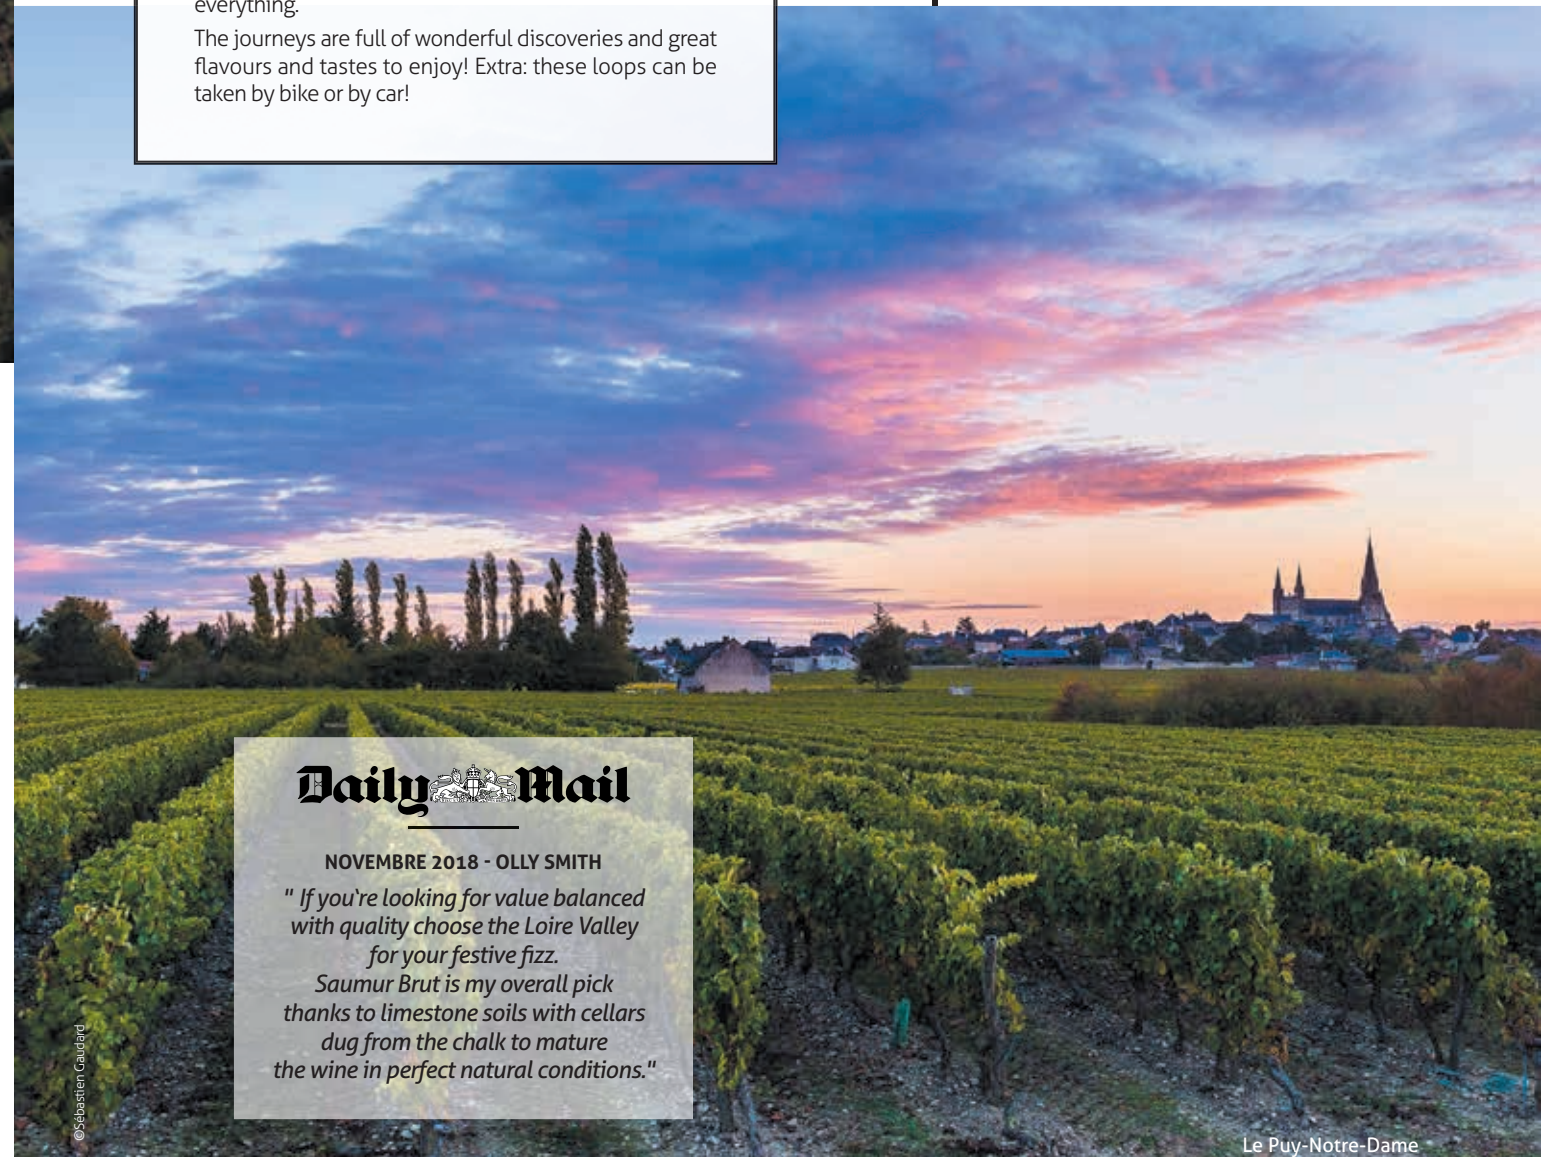 everything.
The journeys are full of wonderful discoveries and great
flavours and tastes to enjoy! Extra: these loops can be
taken by bike or by car!
Daily Mail
NOVEMBRE 2018 - OLLY SMITH
" If you're looking for value balanced
with quality choose the Loire Valley
for your festive fizz.
Saumur Brut is my overall pick
thanks to limestone soils with cellars
dug from the chalk to mature
the wine in perfect natural conditions."
©Sébastien Gaudard
Le Puy-Notre-Dame